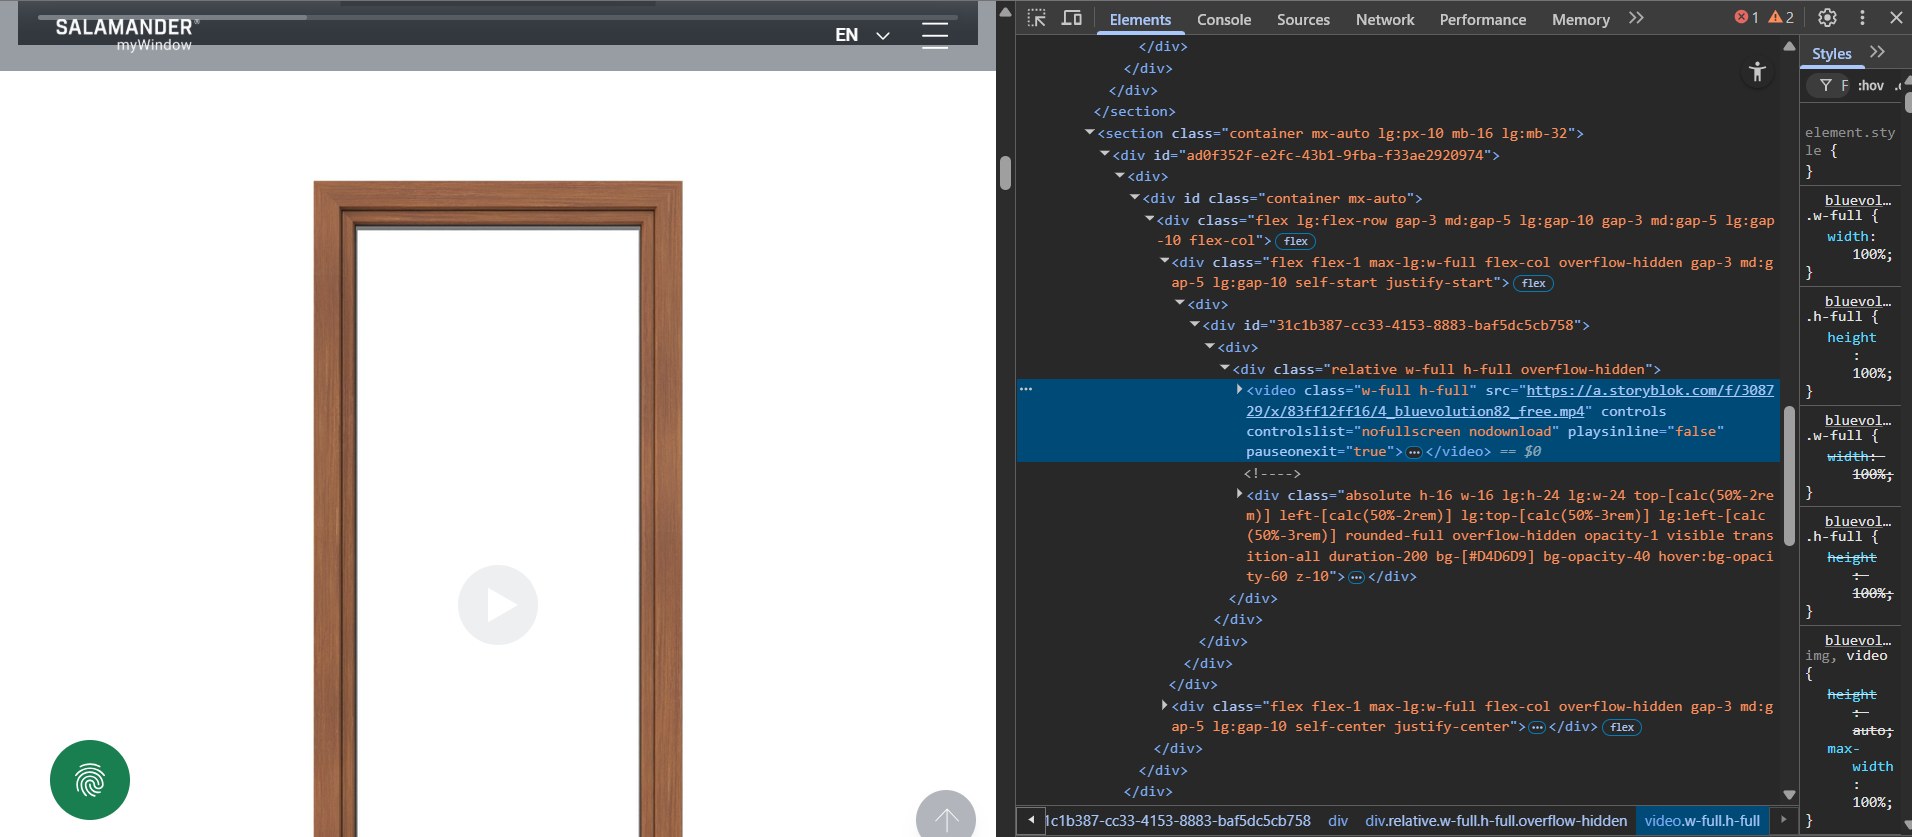 SALAMANDER®
myWindow
EN
Elements
Console
Sources
Network
Performance
Memory
1
2
</div>
</div>
</div>
</section>
<section class="container mx-auto lg:px-10 mb-16 lg:mb-32">
<div id="ad0f352f-e2fc-43b1-9fba-f33ae2920974">
<div>
<div id class="container mx-auto">
<div class="flex lg:flex-row gap-3 md:gap-5 lg:gap-10 gap-3 md:gap-5 lg:gap
-10 flex-col"> flex
<div class="flex flex-1 max-lg:w-full flex-col overflow-hidden gap-3 md:g
ap-5 lg:gap-10 self-start justify-start"> flex
<div>
<div id="31c1b387-cc33-4153-8883-baf5dc5cb758">
<div>
<div class="relative w-full h-full overflow-hidden">
<video class="w-full h-full" src="https://a.storyblok.com/f/3087
29/x/83ff12ff16/4_bluevolution82_free.mp4" controls
controlslist="nofullscreen nodownload" playsinline="false"
pauseonexit="true"> … </video> == $0
<!---->
<div class="absolute h-16 w-16 lg:h-24 lg:w-24 top-[calc(50%-2re
m)] left-[calc(50%-2rem)] lg:top-[calc(50%-3rem)] lg:left-[calc
(50%-3rem)] rounded-full overflow-hidden opacity-1 visible trans
ition-all duration-200 bg-[#D4D6D9] bg-opacity-40 hover:bg-opaci
ty-60 z-10"> … </div>
</div>
</div>
</div>
</div>
</div>
<div class="flex flex-1 max-lg:w-full flex-col overflow-hidden gap-3 md:g
ap-5 lg:gap-10 self-center justify-center"> … </div> flex
</div>
</div>
</div>
1c1b387-cc33-4153-8883-baf5dc5cb758
div
div.relative.w-full.h-full.overflow-hidden
video.w-full.h-full
Styles
F
:hov
.c
element.sty
le {
}
bluevol…
.w-full {
width:
100%;
}
bluevol…
.h-full {
height
:
100%;
}
bluevol…
.w-full {
width:
100%;
}
bluevol…
.h-full {
height
:
100%;
}
bluevol…
img, video
{
height
:
auto;
max-
width
:
100%;
}